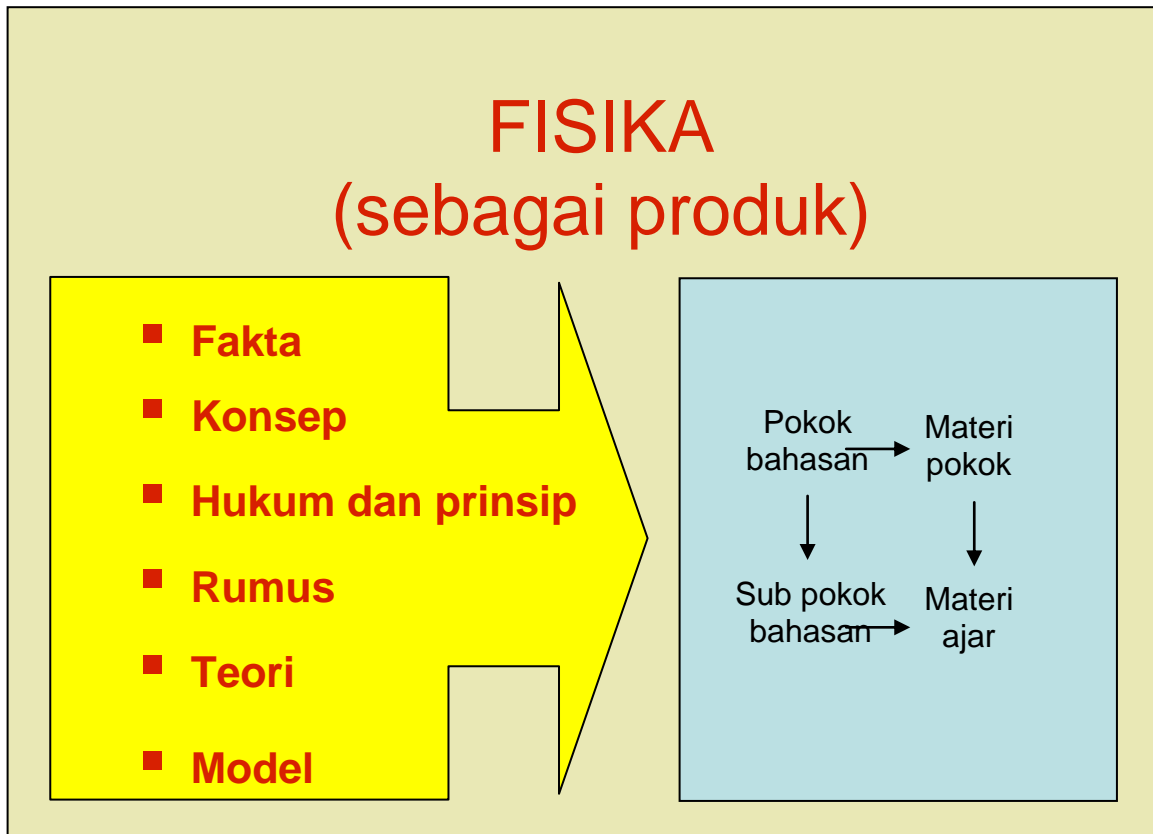 FISIKA
(sebagai produk)
▪ Fakta
▪ Konsep
▪ Hukum dan prinsip
▪ Rumus
▪ Teori
▪ Model
Pokok
bahasan
Materi
pokok
Sub pokok
bahasan
Materi
ajar